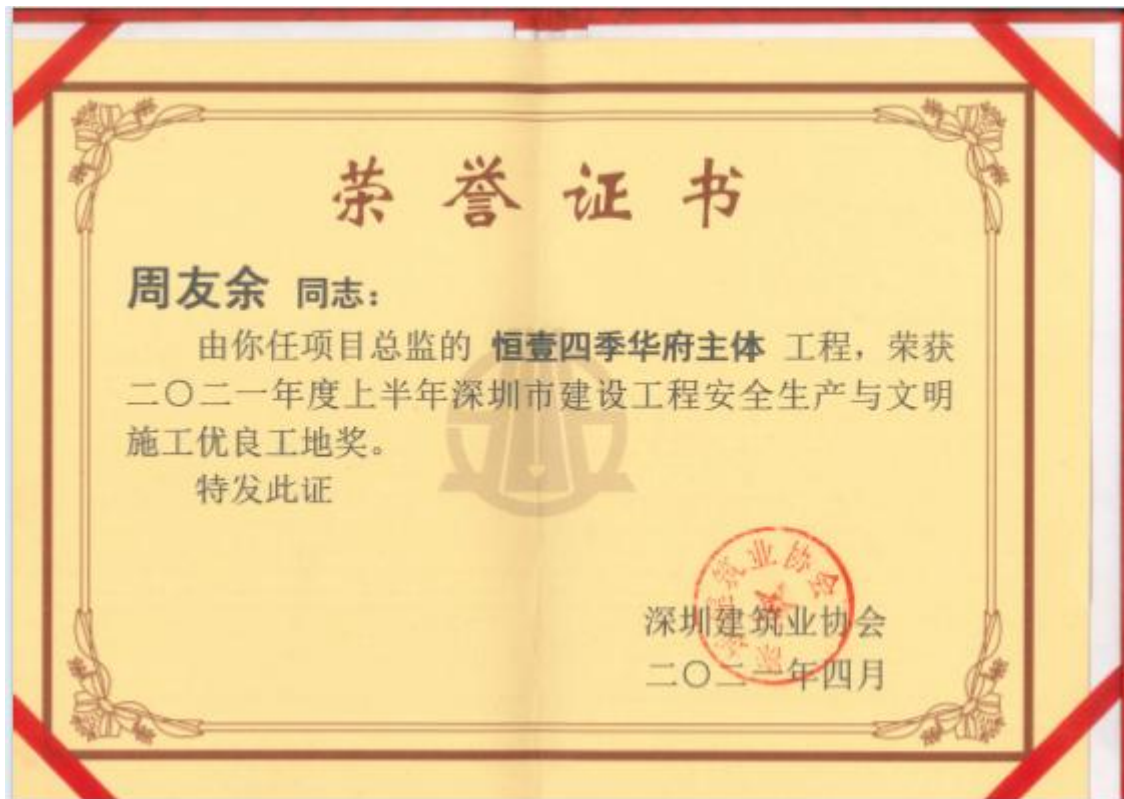 荣誉证书
周友余 同志：
由你任项目总监的 恒壹四季华府主体 工程，荣获
二〇二一年度上半年深圳市建设工程安全生产与文明
施工优良工地奖。
特发此证
深圳建筑业协会
二〇二一年四月